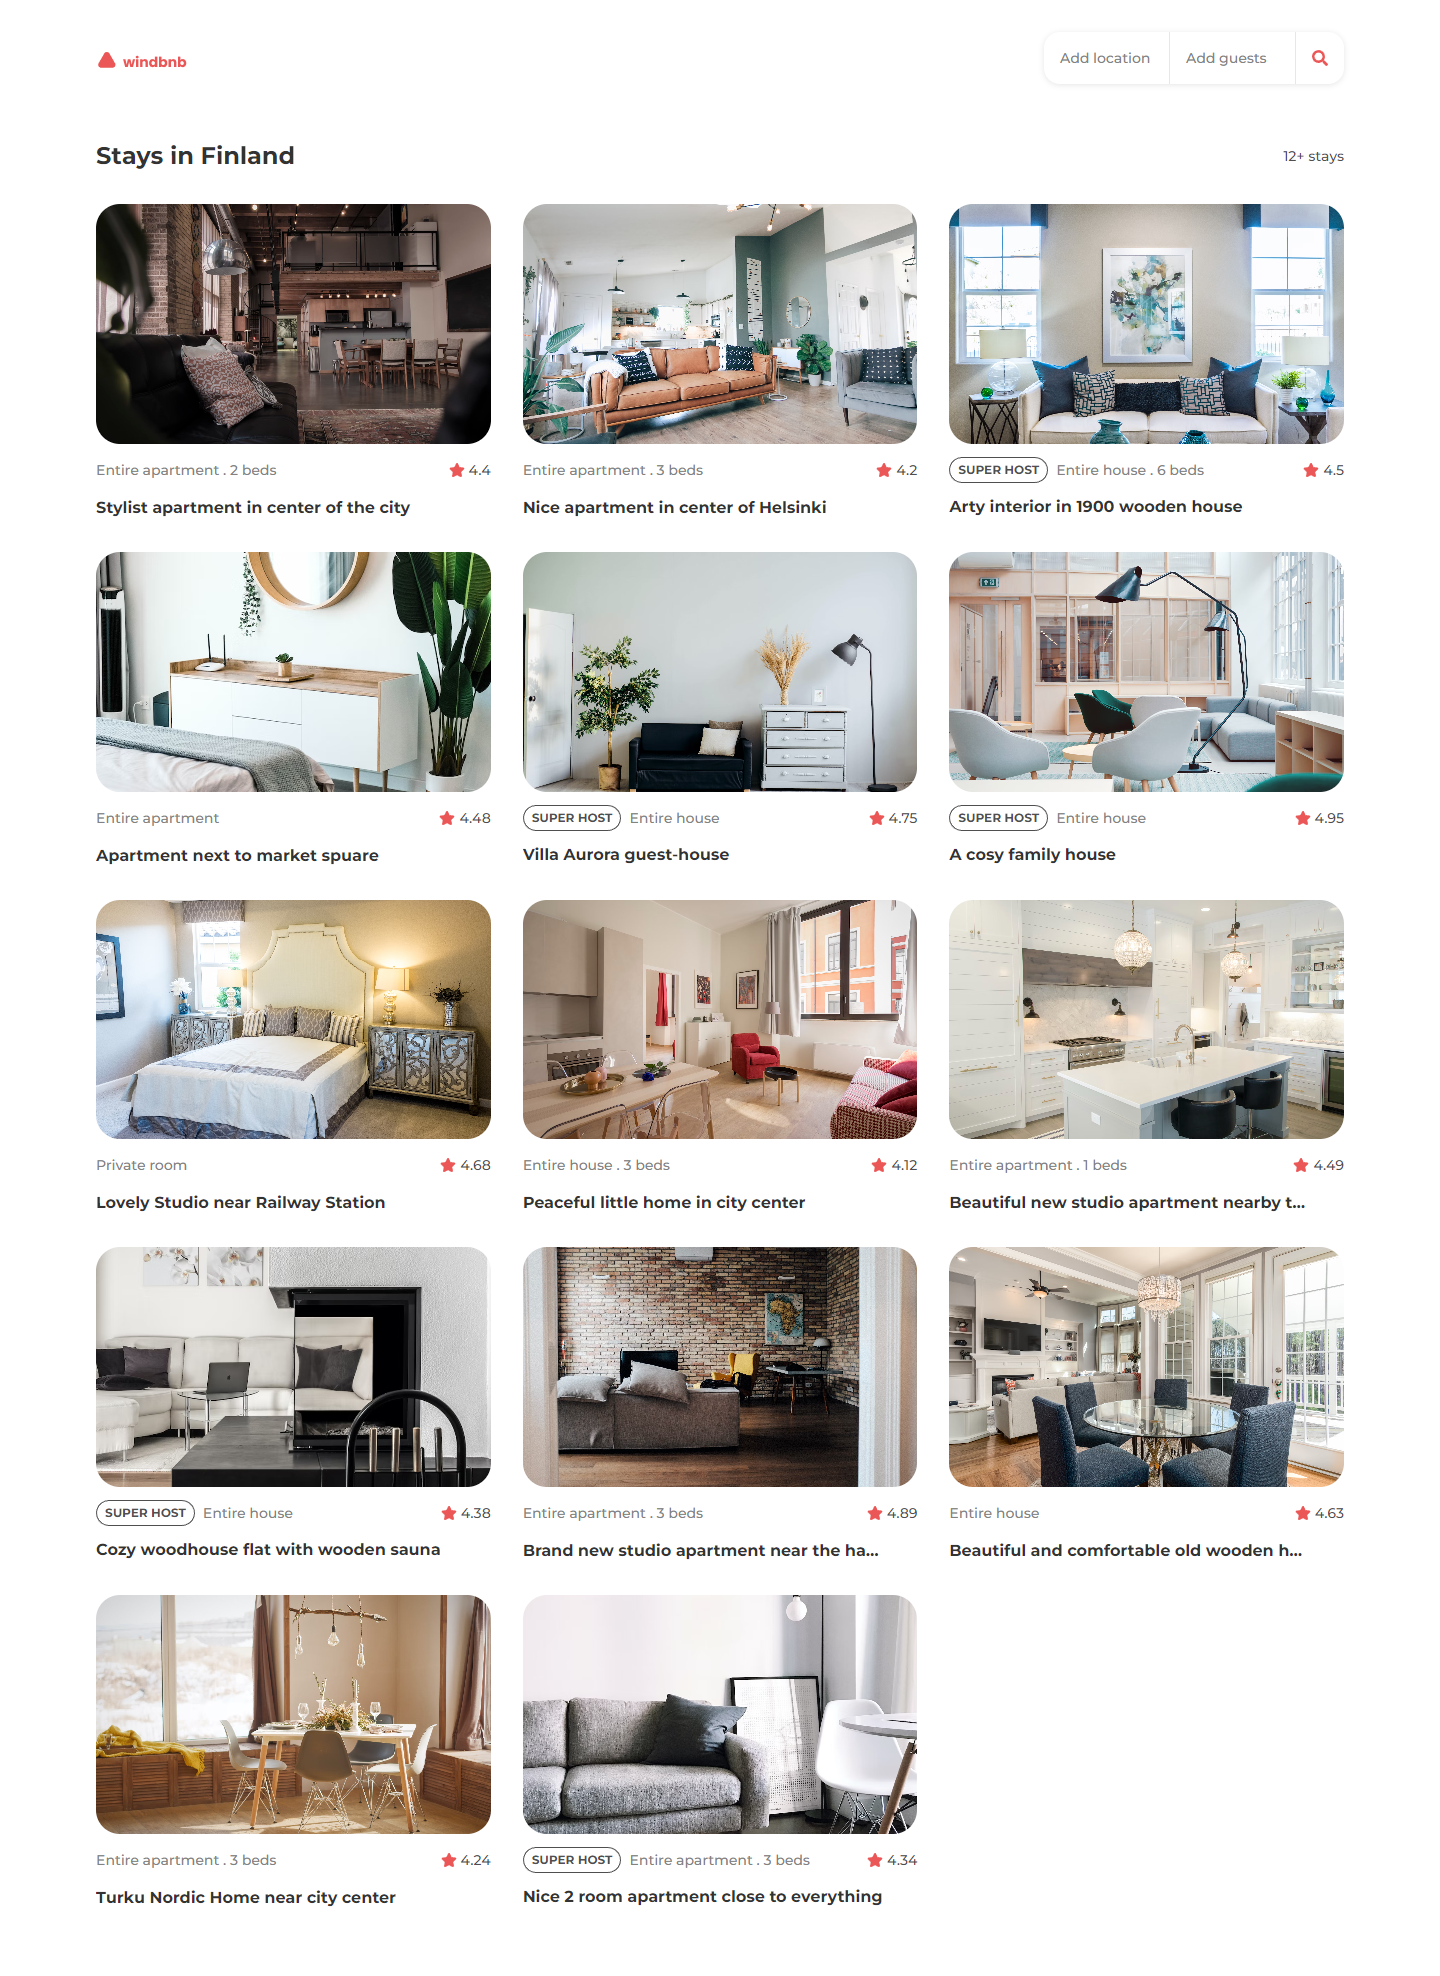 windbnb
Add location Add guests
Stays in Finland
12+ stays
Entire apartment . 2 beds 4.4
Stylist apartment in center of the city
Entire apartment . 3 beds 4.2
Nice apartment in center of Helsinki
SUPER HOST Entire house . 6 beds 4.5
Arty interior in 1900 wooden house
Entire apartment 4.48
Apartment next to market spuare
SUPER HOST Entire house 4.75
Villa Aurora guest-house
SUPER HOST Entire house 4.95
A cosy family house
Private room 4.68
Lovely Studio near Railway Station
Entire house . 3 beds 4.12
Peaceful little home in city center
Entire apartment . 1 beds 4.49
Beautiful new studio apartment nearby t...
SUPER HOST Entire house 4.38
Cozy woodhouse flat with wooden sauna
Entire apartment . 3 beds 4.89
Brand new studio apartment near the ha...
Entire house 4.63
Beautiful and comfortable old wooden h...
Entire apartment . 3 beds 4.24
Turku Nordic Home near city center
SUPER HOST Entire apartment . 3 beds 4.34
Nice 2 room apartment close to everything